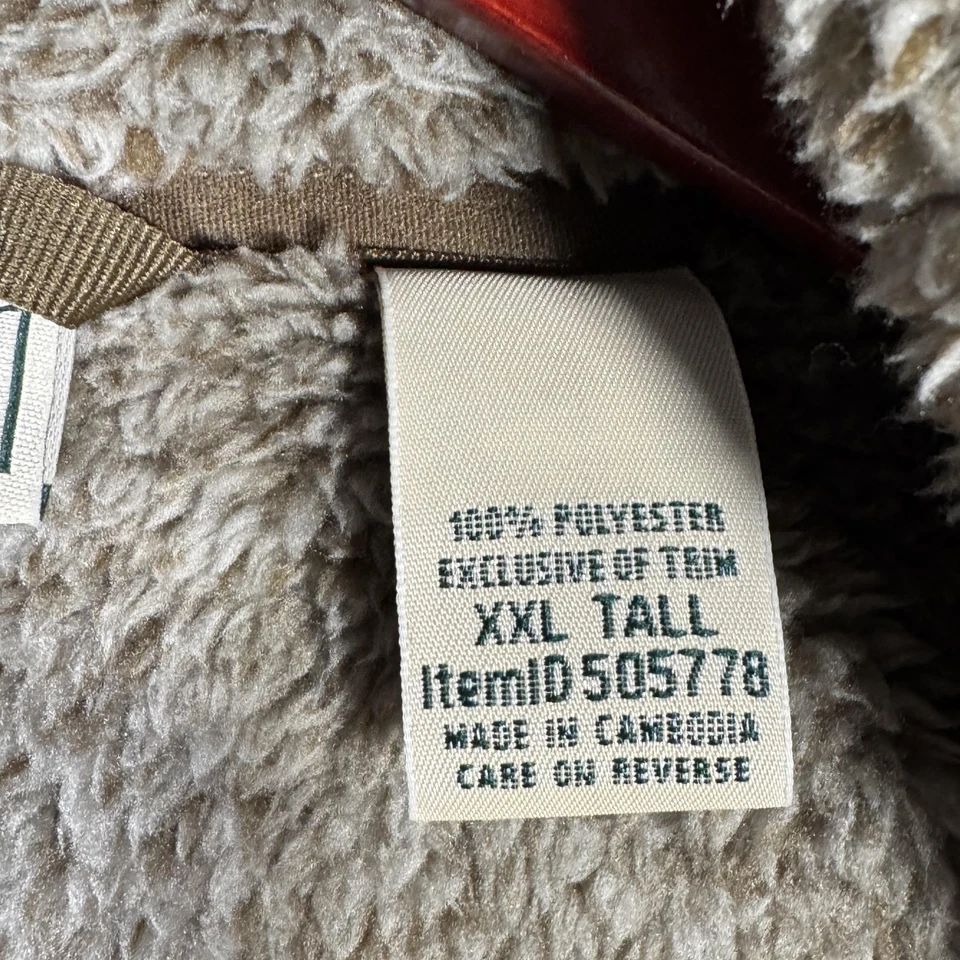 100% POLYESTER
EXCLUSIVE OF TRIM
XXL TALL
ItemID 505778
MADE IN CAMBODIA
CARE ON REVERSE